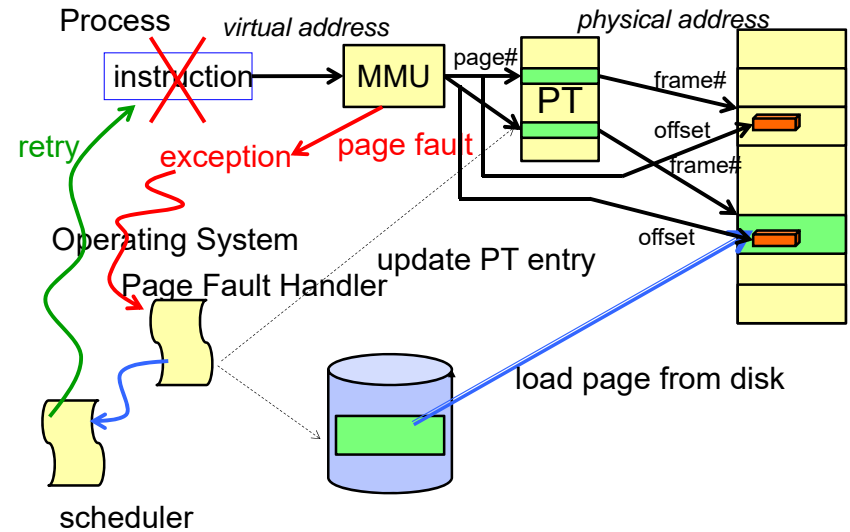 Process
virtual address
physical address
instruction
MMU
page#
PT
frame#
offset
frame#
retry
exception
page fault
offset
Operating System
update PT entry
Page Fault Handler
load page from disk
scheduler